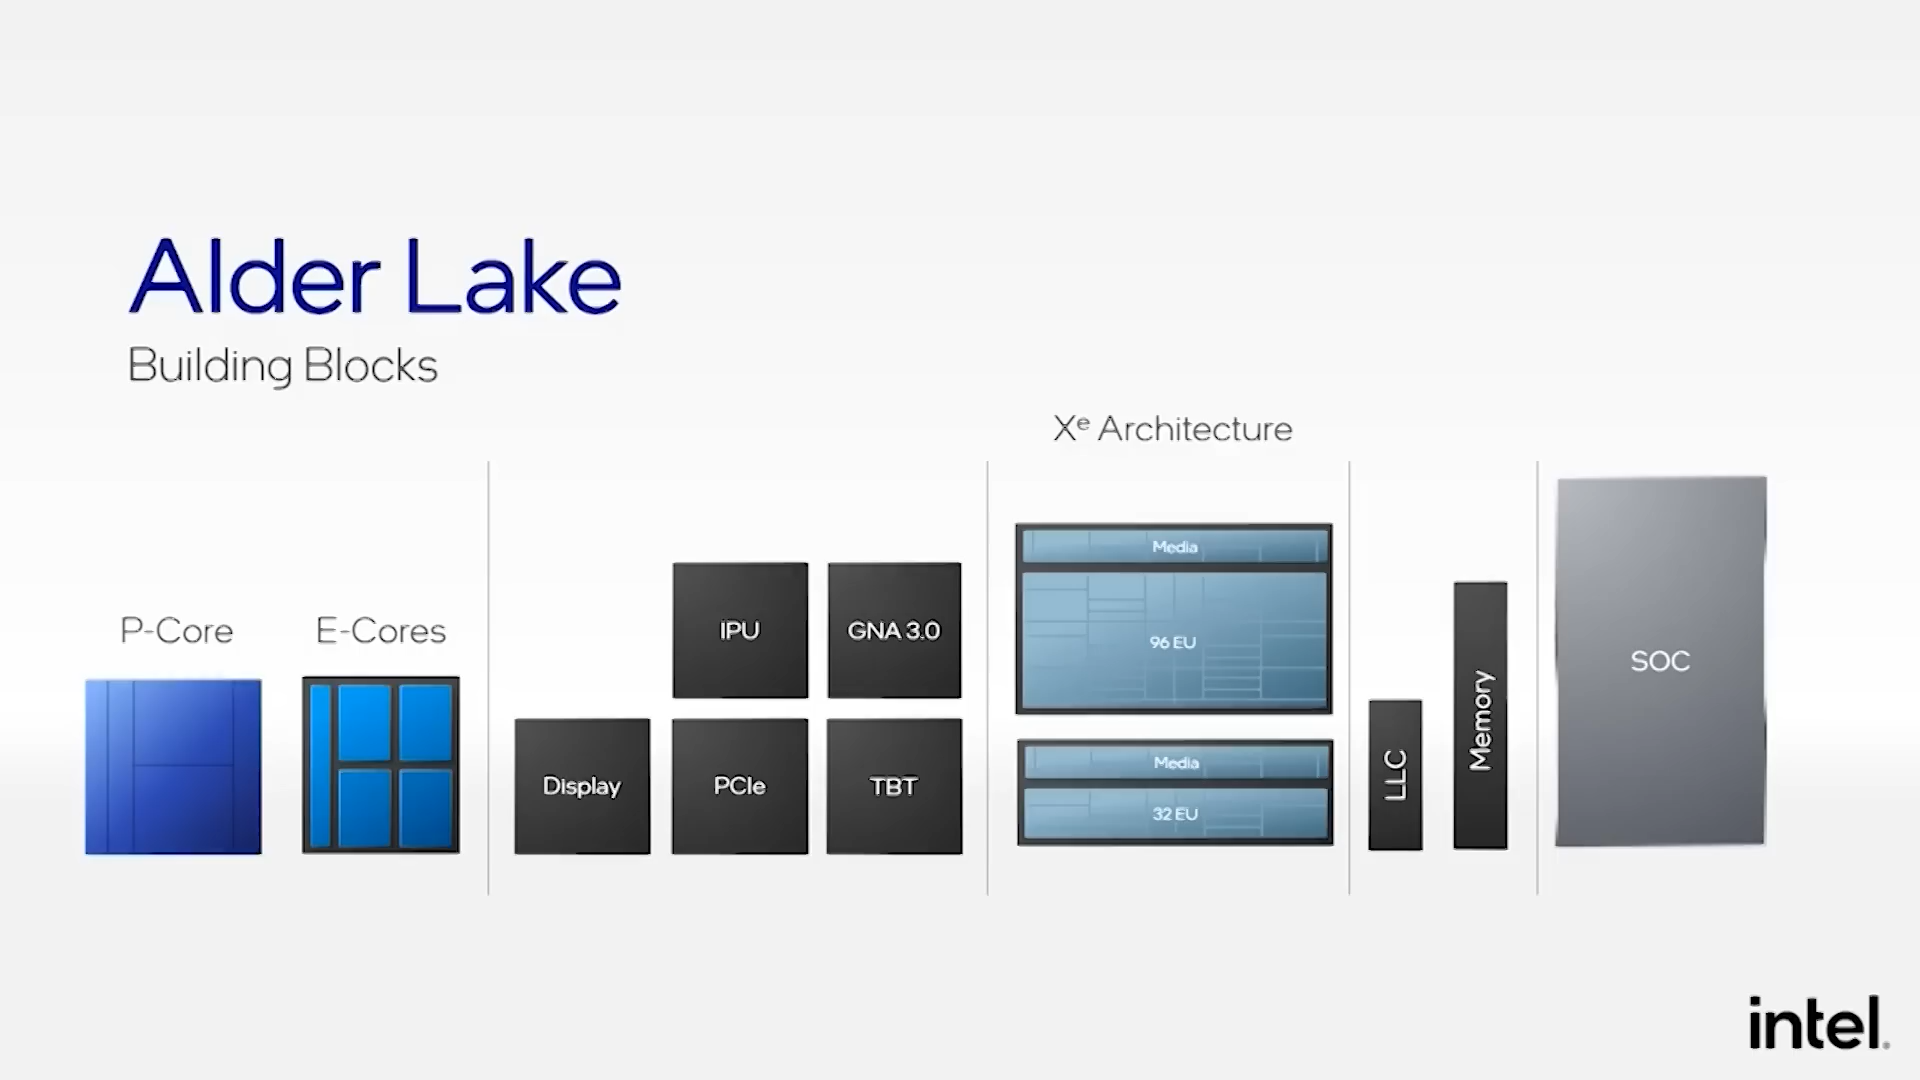 Alder Lake
Building Blocks
Xᵉ Architecture
P-Core
E-Cores
IPU
GNA 3.0
Display
PCIe
TBT
Media
96 EU
Media
32 EU
LLC
Memory
SOC
intel.